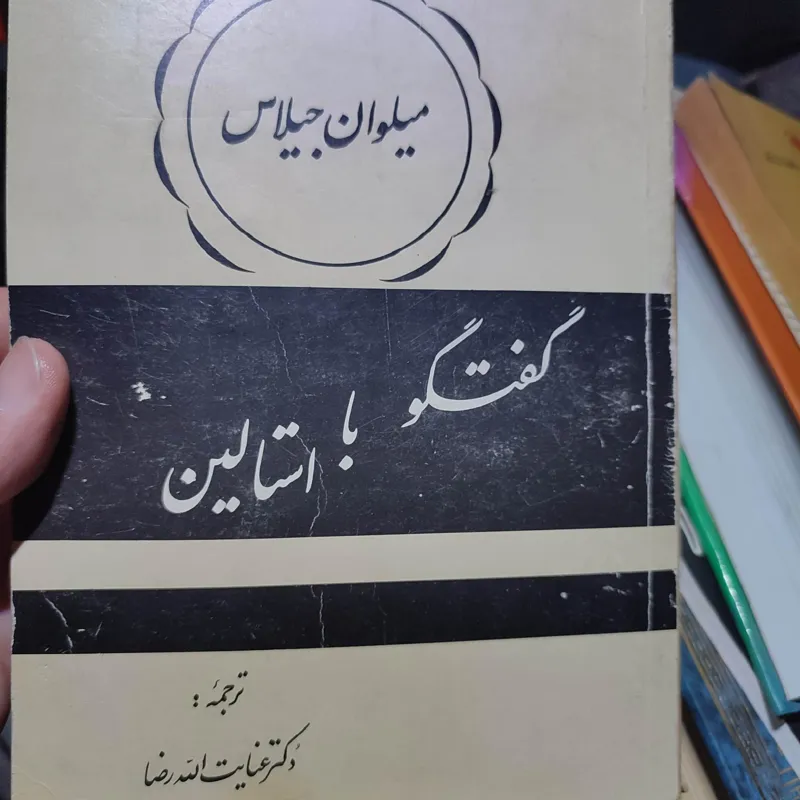 میلوان جیلاس
گفتگو با استالین
ترجمهٔ :
دکتر عنایت الله رضا